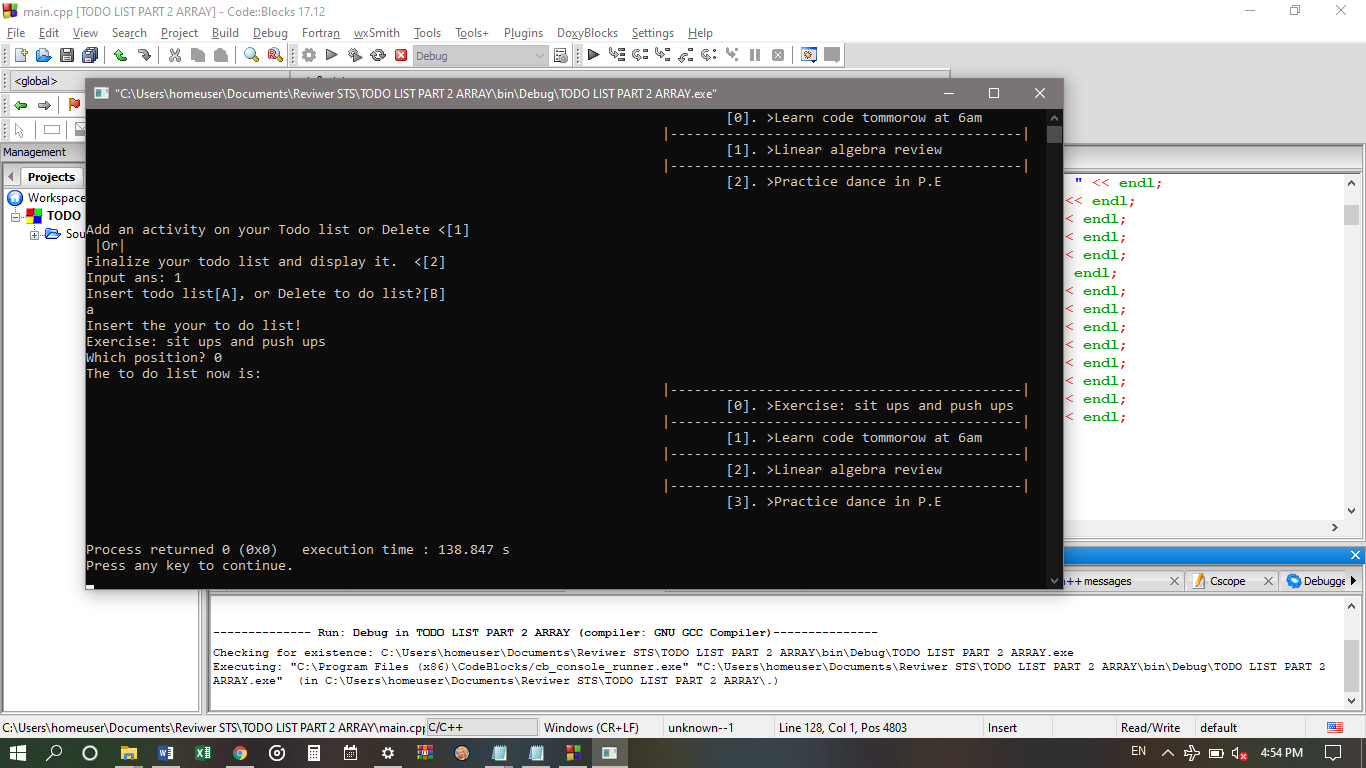 main.cpp [TODO LIST PART 2 ARRAY] - Code::Blocks 17.12
File Edit View Search Project Build Debug Fortran wxSmith Tools Tools+ Plugins DoxyBlocks Settings Help
Debug
<global>
"C:\Users\homeuser\Documents\Reviwer STS\TODO LIST PART 2 ARRAY\bin\Debug\TODO LIST PART 2 ARRAY.exe"
[0]. >Learn code tommorow at 6am
|--------------------------------------------|
[1]. >Linear algebra review
|--------------------------------------------|
[2]. >Practice dance in P.E
Add an activity on your Todo list or Delete <[1]
|Or|
Finalize your todo list and display it.  <[2]
Input ans: 1
Insert todo list[A], or Delete to do list?[B]
a
Insert the your to do list!
Exercise: sit ups and push ups
Which position? 0
The to do list now is:
|--------------------------------------------|
[0]. >Exercise: sit ups and push ups
|--------------------------------------------|
[1]. >Learn code tommorow at 6am
|--------------------------------------------|
[2]. >Linear algebra review
|--------------------------------------------|
[3]. >Practice dance in P.E
Process returned 0 (0x0)   execution time : 138.847 s
Press any key to continue.
Management
Projects
Workspace
TODO
Sou
" << endl;
<< endl;
< endl;
< endl;
< endl;
endl;
< endl;
< endl;
< endl;
< endl;
< endl;
< endl;
< endl;
< endl;
++ messages Cscope Debugge
-------------- Run: Debug in TODO LIST PART 2 ARRAY (compiler: GNU GCC Compiler)---------------
Checking for existence: C:\Users\homeuser\Documents\Reviwer STS\TODO LIST PART 2 ARRAY\bin\Debug\TODO LIST PART 2 ARRAY.exe
Executing: "C:\Program Files (x86)\CodeBlocks/cb_console_runner.exe" "C:\Users\homeuser\Documents\Reviwer STS\TODO LIST PART 2 ARRAY\bin\Debug\TODO LIST PART 2
ARRAY.exe"  (in C:\Users\homeuser\Documents\Reviwer STS\TODO LIST PART 2 ARRAY\.)
C:\Users\homeuser\Documents\Reviwer STS\TODO LIST PART 2 ARRAY\main.cpp C/C++ Windows (CR+LF) unknown--1 Line 128, Col 1, Pos 4803 Insert Read/Write default
EN 4:54 PM